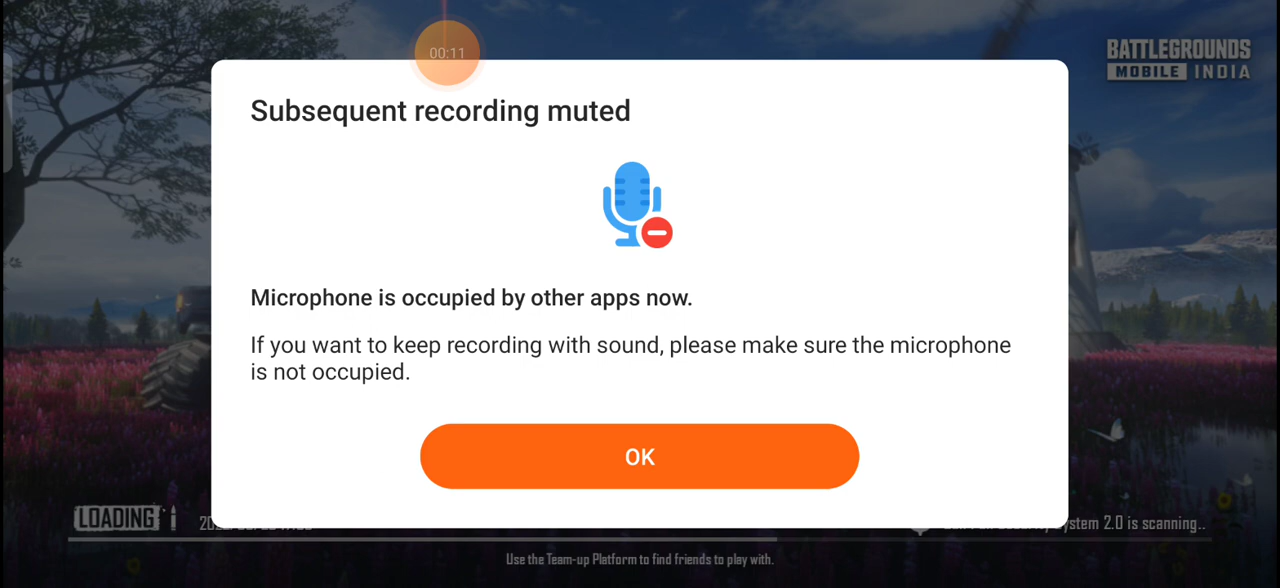 00:11
BATTLEGROUNDS
MOBILE INDIA
Subsequent recording muted
Microphone is occupied by other apps now.
If you want to keep recording with sound, please make sure the microphone
is not occupied.
OK
LOADING
System 2.0 is scanning..
Use the Team-up Platform to find friends to play with.